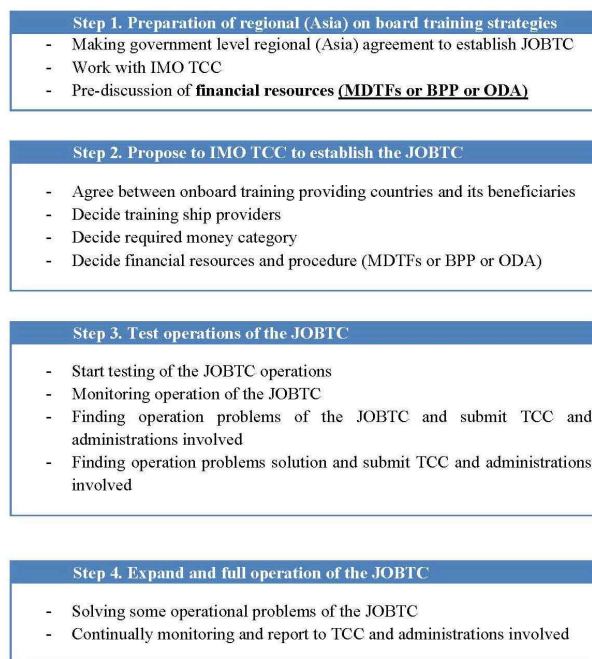 Step 1. Preparation of regional (Asia) on board training strategies
- Making government level regional (Asia) agreement to establish JOBTC
- Work with IMO TCC
- Pre-discussion of financial resources (MDTFs or BPP or ODA)
Step 2. Propose to IMO TCC to establish the JOBTC
- Agree between onboard training providing countries and its beneficiaries
- Decide training ship providers
- Decide required money category
- Decide financial resources and procedure (MDTFs or BPP or ODA)
Step 3. Test operations of the JOBTC
- Start testing of the JOBTC operations
- Monitoring operation of the JOBTC
- Finding operation problems of the JOBTC and submit TCC and
administrations involved
- Finding operation problems solution and submit TCC and administrations
involved
Step 4. Expand and full operation of the JOBTC
- Solving some operational problems of the JOBTC
- Continually monitoring and report to TCC and administrations involved